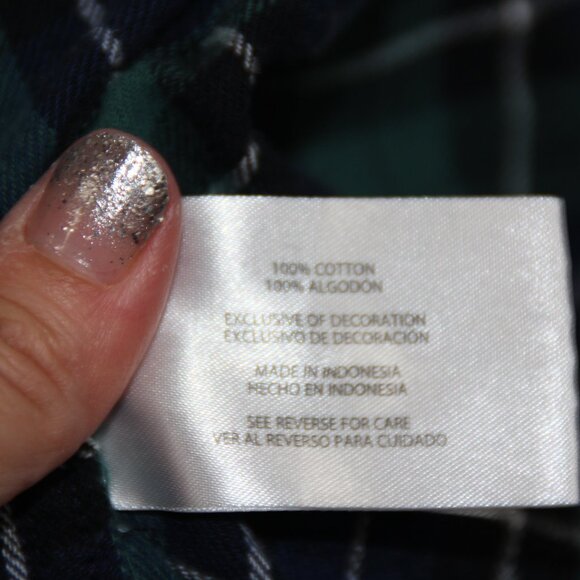 100% COTTON
100% ALGODÓN
EXCLUSIVE OF DECORATION
EXCLUSIVO DE DECORACIÓN
MADE IN INDONESIA
HECHO EN INDONESIA
SEE REVERSE FOR CARE
VER AL REVERSO PARA CUIDADO